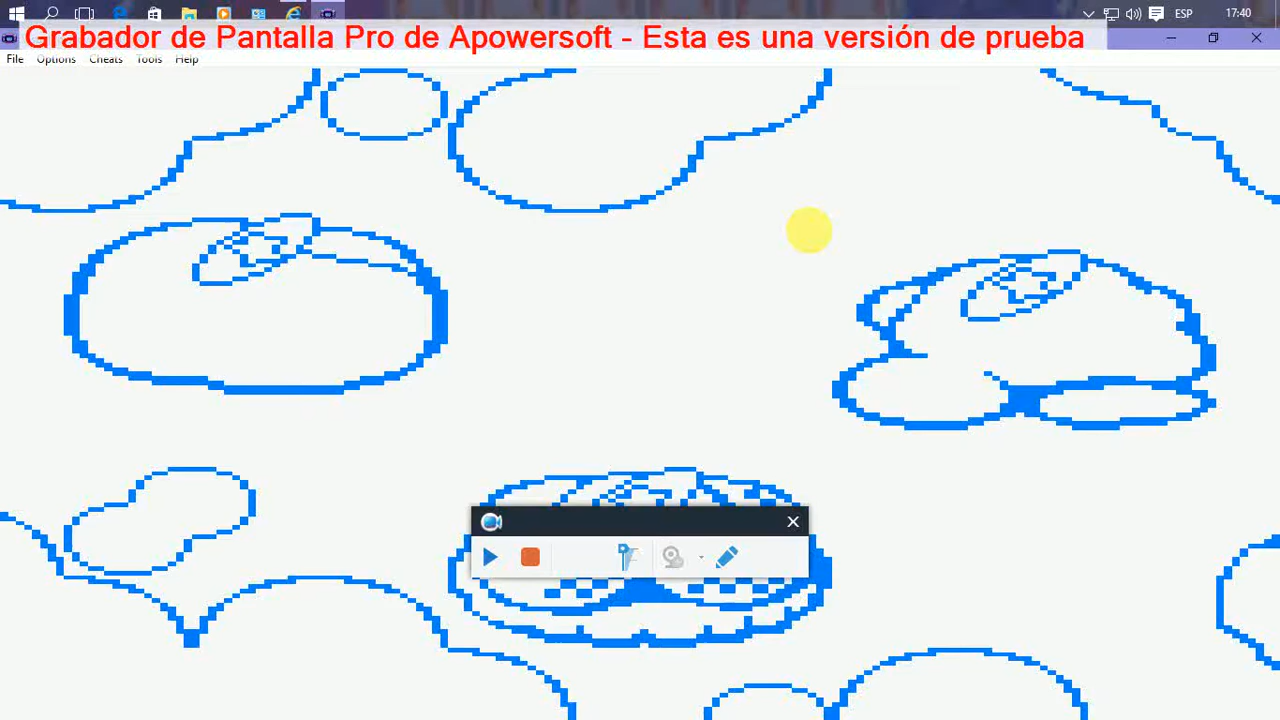 ESP
17:40
Grabador de Pantalla Pro de Apowersoft - Esta es una versión de prueba
File Options Cheats Tools Help